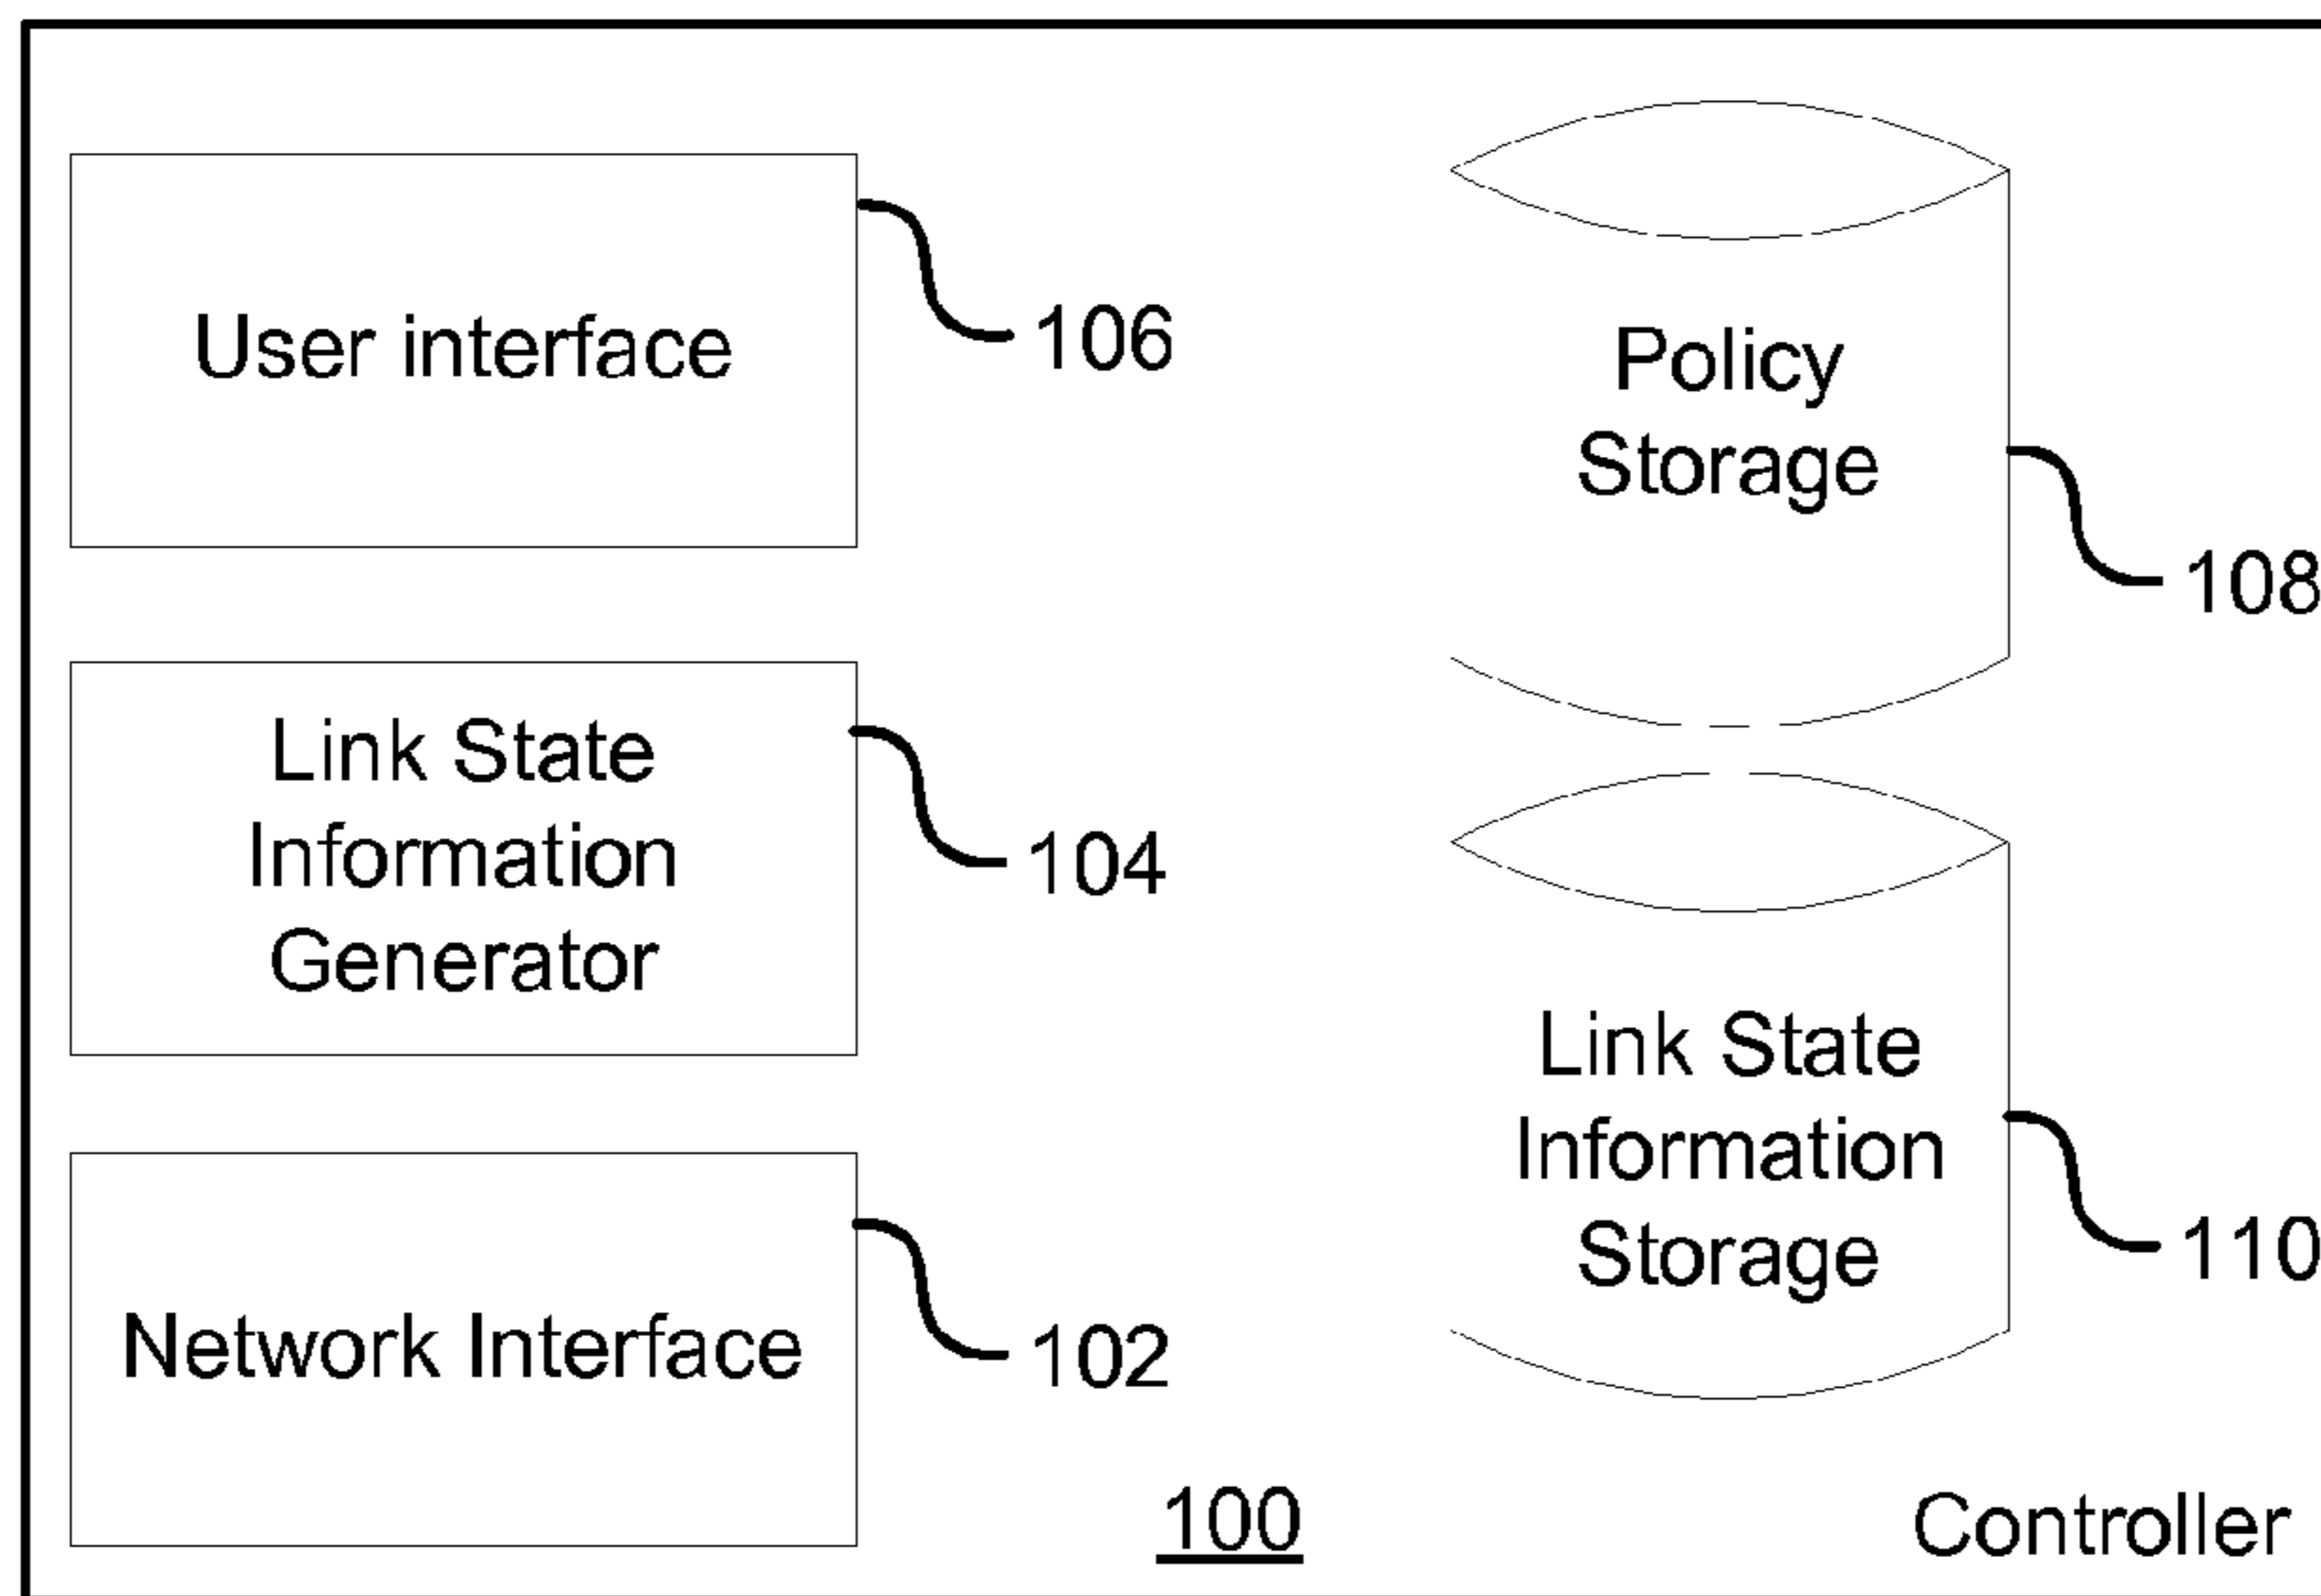 User interface
106
Policy
Storage
108
Link State
Information
Generator
104
Link State
Information
Storage
110
Network Interface
102
100
Controller